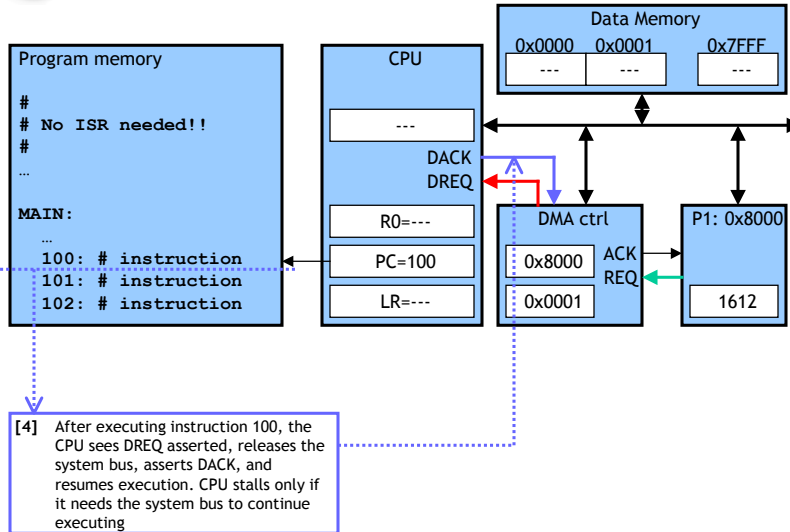 Data Memory
0x0000 0x0001 0x7FFF
--- --- ---
Program memory
#
# No ISR needed!!
#
…
MAIN:
…
100: # instruction
101: # instruction
102: # instruction
CPU
---
DACK
DREQ
R0=---
PC=100
LR=---
DMA ctrl
0x8000
0x0001
ACK
REQ
P1: 0x8000
1612
[4] After executing instruction 100, the
CPU sees DREQ asserted, releases the
system bus, asserts DACK, and
resumes execution. CPU stalls only if
it needs the system bus to continue
executing